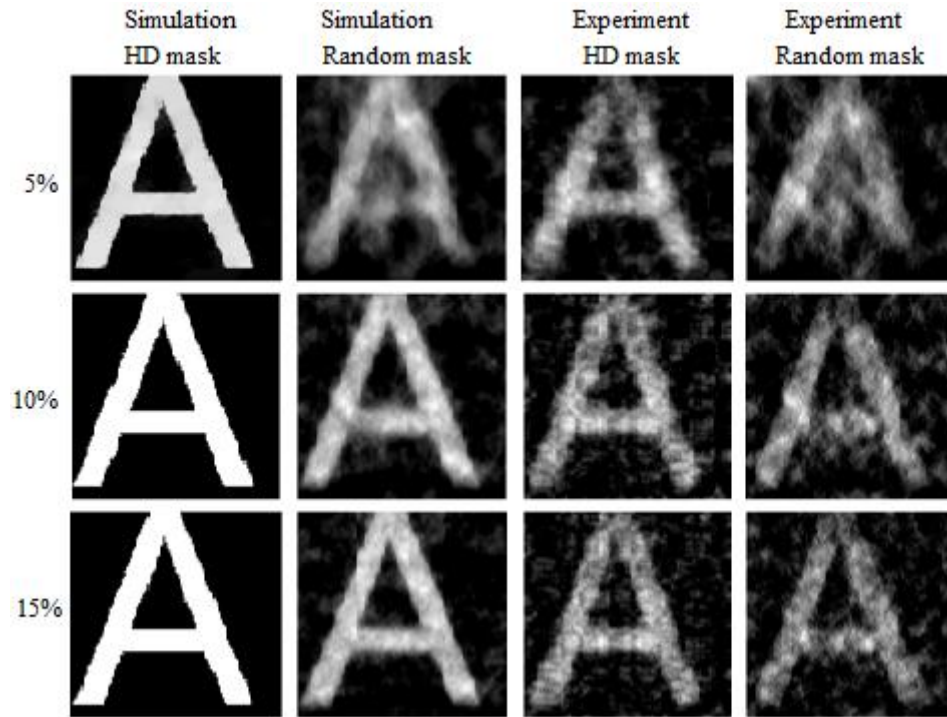 Simulation Simulation Experiment Experiment
HD mask Random mask HD mask Random mask
5% A A A A
10% A A A A
15% A A A A